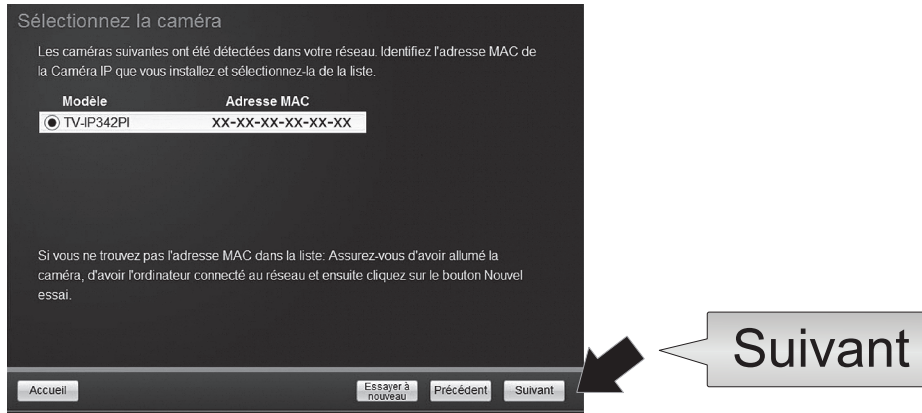 Sélectionnez la caméra
Les caméras suivantes ont été détectées dans votre réseau. Identifiez l'adresse MAC de
la Caméra IP que vous installez et sélectionnez-la de la liste.
Modèle Adresse MAC
TV-IP342PI XX-XX-XX-XX-XX-XX
Si vous ne trouvez pas l'adresse MAC dans la liste: Assurez-vous d'avoir allumé la
caméra, d'avoir l'ordinateur connecté au réseau et ensuite cliquez sur le bouton Nouvel
essai.
Suivant
Accueil
Essayer à
nouveau
Précédent
Suivant